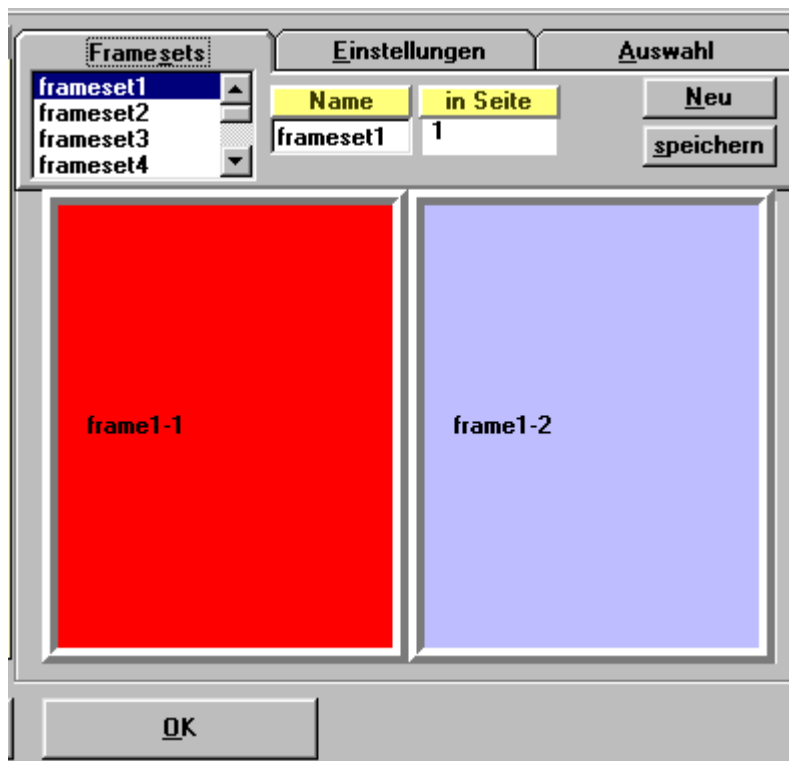 Framesets Einstellungen Auswahl
frameset1
frameset2
frameset3
frameset4
Name in Seite
frameset1 1
Neu
speichern
frame1-1 frame1-2
OK